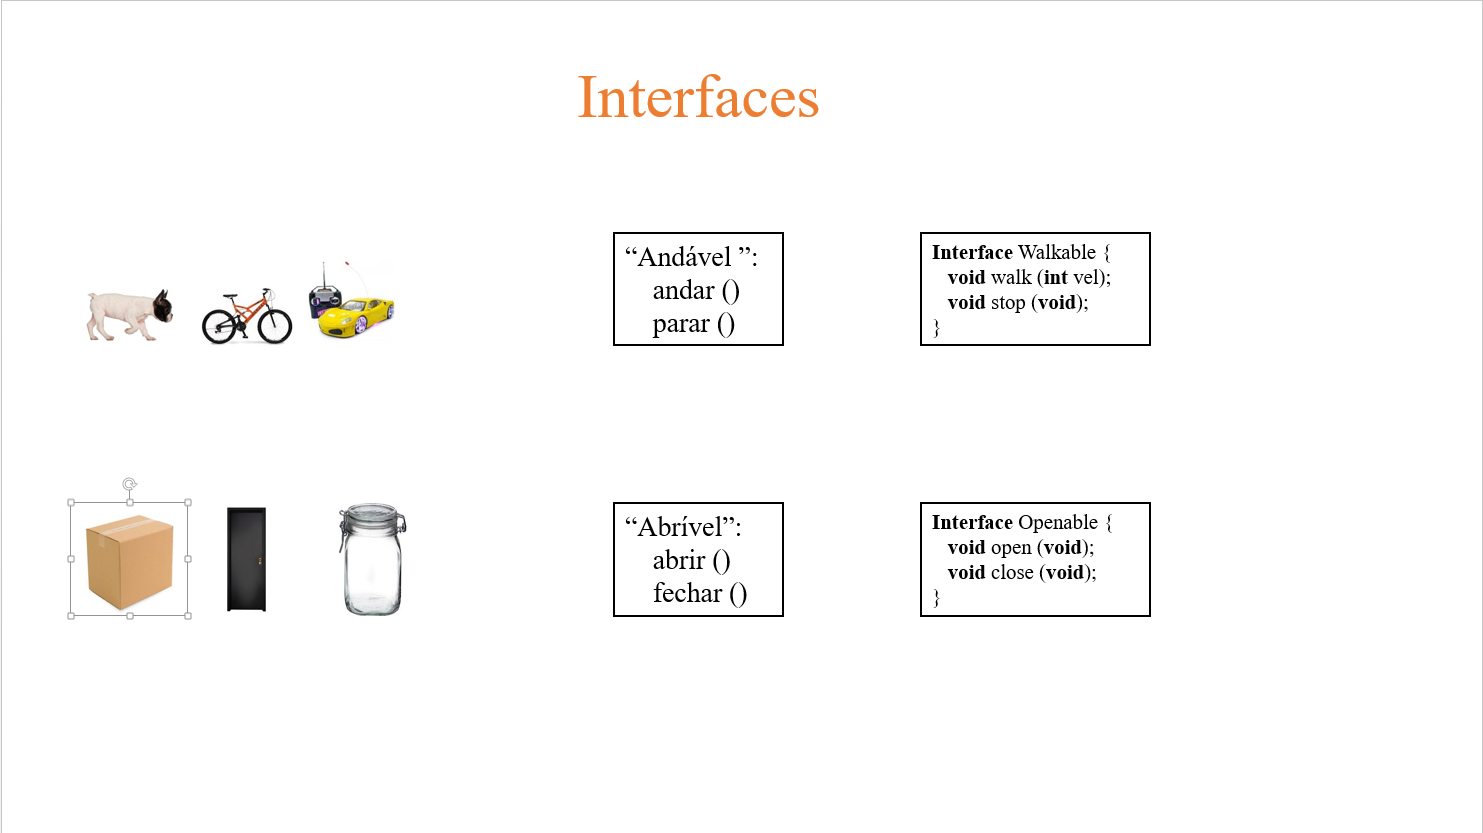 Interfaces
“Andável ”:
andar ()
parar ()
Interface Walkable {
void walk (int vel);
void stop (void);
}
“Abrível”:
abrir ()
fechar ()
Interface Openable {
void open (void);
void close (void);
}